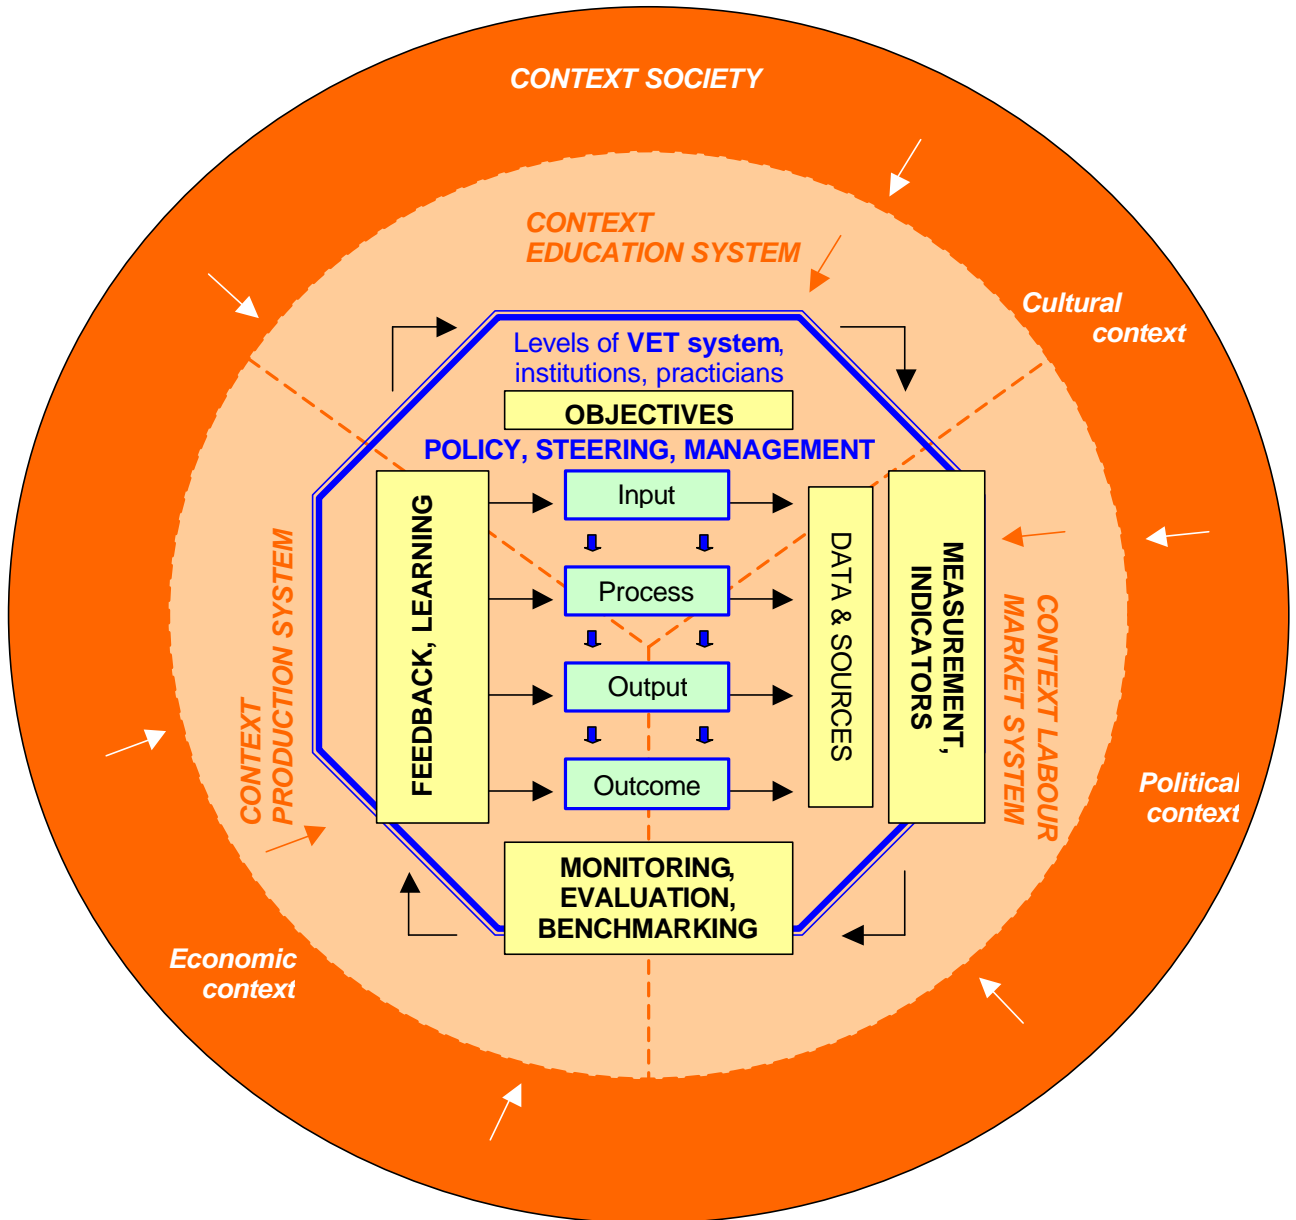 CONTEXT SOCIETY
CONTEXT
EDUCATION SYSTEM
Cultural
context
Levels of VET system,
institutions, practicians
OBJECTIVES
POLICY, STEERING, MANAGEMENT
FEEDBACK, LEARNING
Input
Process
Output
Outcome
DATA & SOURCES
MEASUREMENT,
INDICATORS
CONTEXT LABOUR
MARKET SYSTEM
CONTEXT
PRODUCTION SYSTEM
Political
context
MONITORING,
EVALUATION,
BENCHMARKING
Economic
context